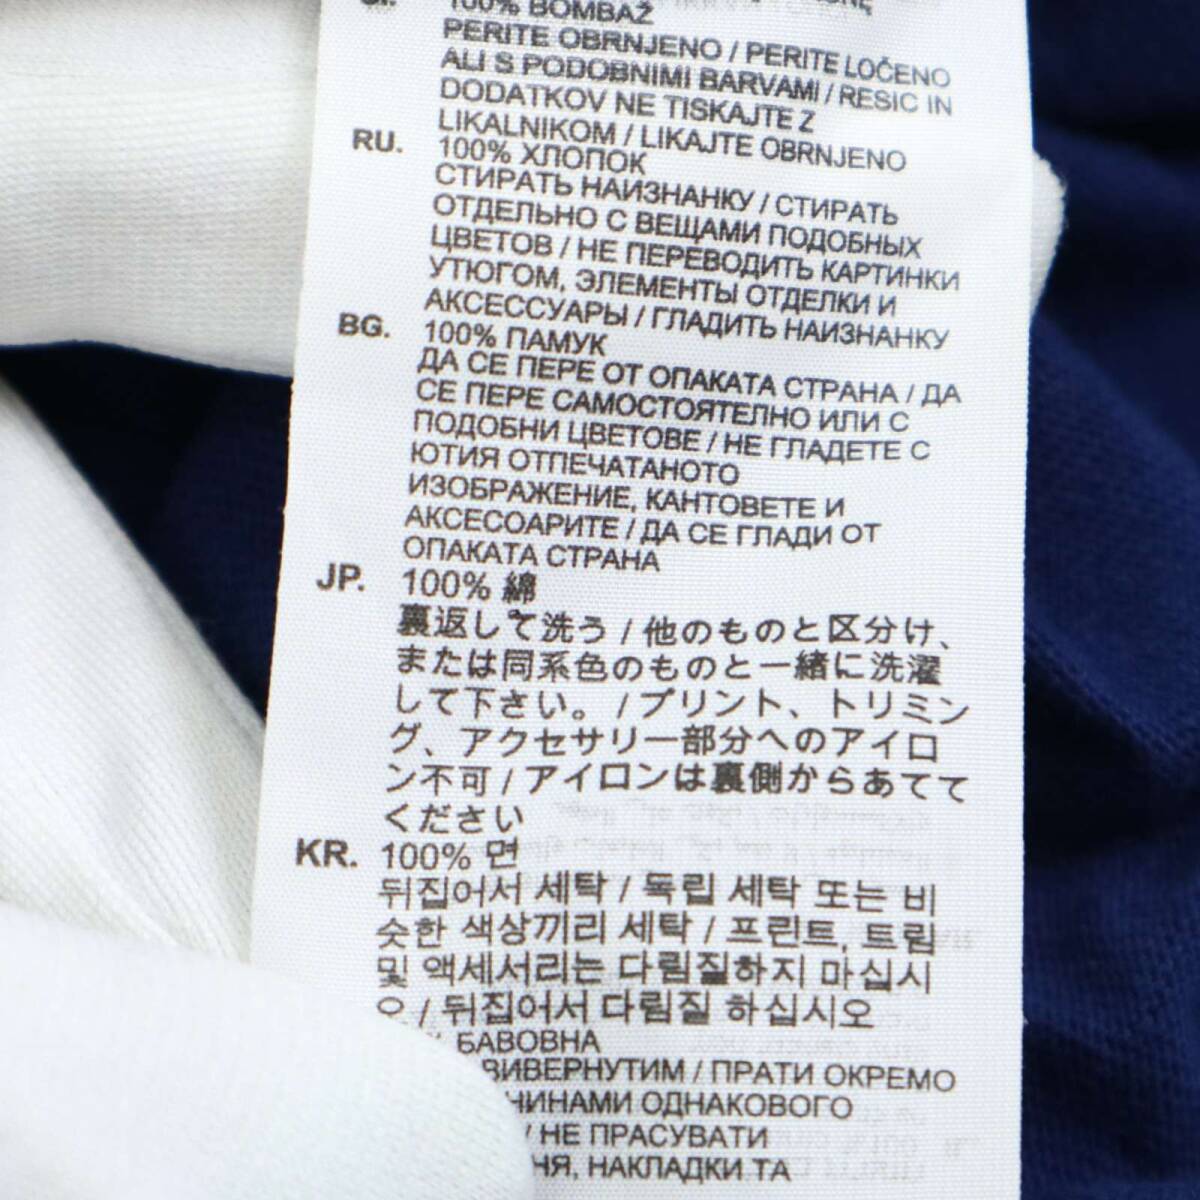 100% BOMBAŽ
PERITE OBRNJENO / PERITE LOČENO
ALI S PODOBNIMI BARVAMI / RESIC IN
DODATKOV NE TISKAJTE Z
LIKALNIKOM / LIKAJTE OBRNJENO
RU. 100% ХЛОПОК
СТИРАТЬ НАИЗНАНКУ / СТИРАТЬ
ОТДЕЛЬНО С ВЕЩАМИ ПОДОБНЫХ
ЦВЕТОВ / НЕ ПЕРЕВОДИТЬ КАРТИНКИ
УТЮГОМ, ЭЛЕМЕНТЫ ОТДЕЛКИ И
АКСЕССУАРЫ / ГЛАДИТЬ НАИЗНАНКУ
BG. 100% ПАМУК
ДА СЕ ПЕРЕ ОТ ОПАКАТА СТРАНА / ДА
СЕ ПЕРЕ САМОСТОЯТЕЛНО ИЛИ С
ПОДОБНИ ЦВЕТОВЕ / НЕ ГЛАДЕТЕ С
ЮТИЯ ОТПЕЧАТАНОТО
ИЗОБРАЖЕНИЕ, КАНТОВЕТЕ И
АКСЕСОАРИТЕ / ДА СЕ ГЛАДИ ОТ
ОПАКАТА СТРАНА
JP. 100% 綿
裏返して洗う / 他のものと区分け、
または同系色のものと一緒に洗濯
して下さい。 / プリント、トリミン
グ、アクセサリー部分へのアイロ
ン不可 / アイロンは裏側からあてて
ください
KR. 100% 면
뒤집어서 세탁 / 독립 세탁 또는 비
슷한 색상끼리 세탁 / 프린트, 트림
및 액세서리는 다림질하지 마십시
오 / 뒤집어서 다림질 하십시오
БАВОВНА
ВИВЕРНУТИМ / ПРАТИ ОКРЕМО
ЧИНАМИ ОДНАКОВОГО
/ НЕ ПРАСУВАТИ
НЯ, НАКЛАДКИ ТА